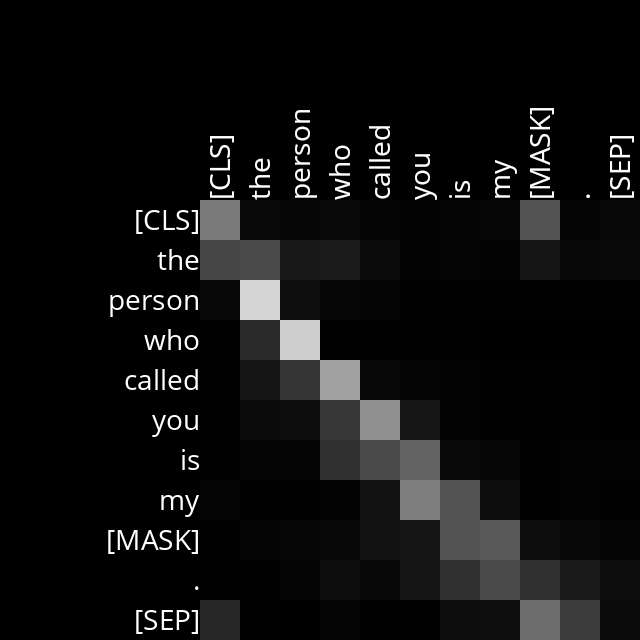 [CLS] the person who called you is my [MASK] . [SEP]
[CLS]
the
person
who
called
you
is
my
[MASK]
.
[SEP]